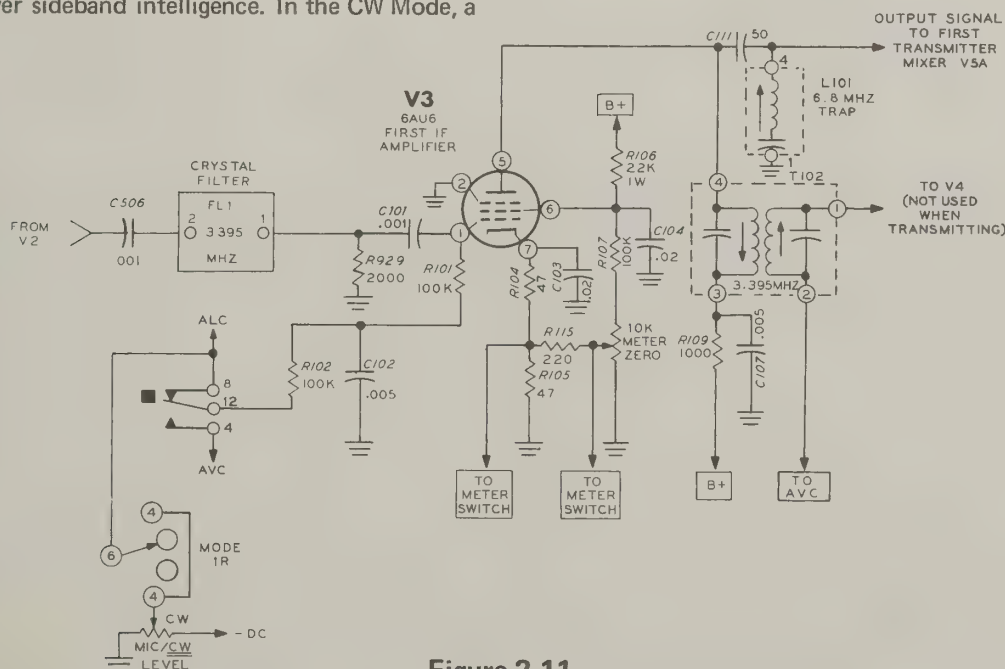 er sideband intelligence. In the CW Mode, a
OUTPUT SIGNAL
TO FIRST
TRANSMITTER
MIXER V5A
C111
50
4
L101
6.8 MHZ
TRAP
1
V3
6AU6
FIRST IF
AMPLIFIER
B+
R106
22K
1W
5
2
6
1
7
T102
4
1
TO V4
(NOT USED
WHEN
TRANSMITTING)
3.395MHZ
3
2
CRYSTAL
FILTER
FL1
2
3395
1
MHZ
FROM
V2
C506
001
C101
.001
R929
2000
R101
100K
R104
47
C103
.02
R107
100K
C104
.02
R115
220
10K
METER
ZERO
R105
47
R109
1000
.005
C107
ALC
8
12
4
AVC
R102
100K
C102
.005
TO
METER
SWITCH
TO
METER
SWITCH
B+
TO
AVC
4
6
MODE
1R
4
CW
- DC
MIC/CW
LEVEL
Figure 2-11